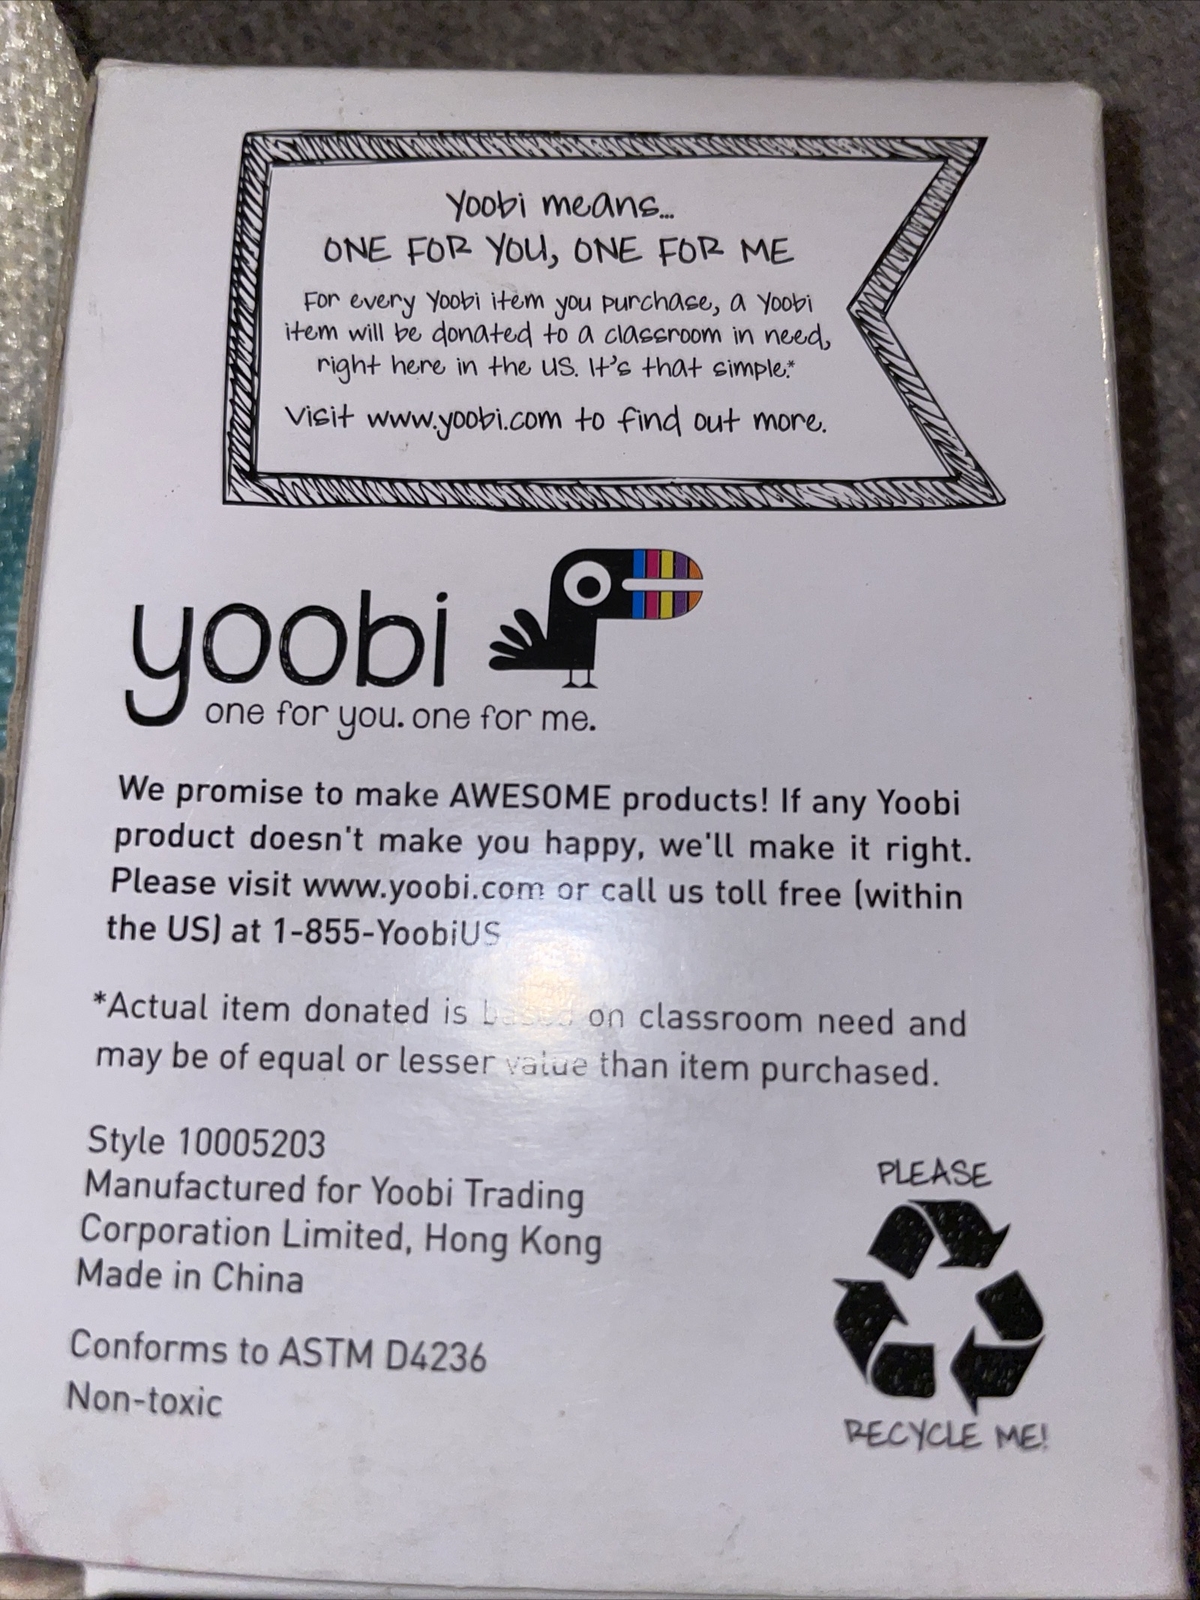 Yoobi means...
ONE FOR YOU, ONE FOR ME
For every Yoobi item you purchase, a Yoobi
item will be donated to a classroom in need,
right here in the US. It's that simple.*
Visit www.yoobi.com to find out more.
yoobi
one for you. one for me.
We promise to make AWESOME products! If any Yoobi
product doesn't make you happy, we'll make it right.
Please visit www.yoobi.com or call us toll free (within
the US) at 1-855-YoobiUS
*Actual item donated is based on classroom need and
may be of equal or lesser value than item purchased.
Style 10005203
Manufactured for Yoobi Trading
Corporation Limited, Hong Kong
Made in China
Conforms to ASTM D4236
Non-toxic
PLEASE
RECYCLE ME!